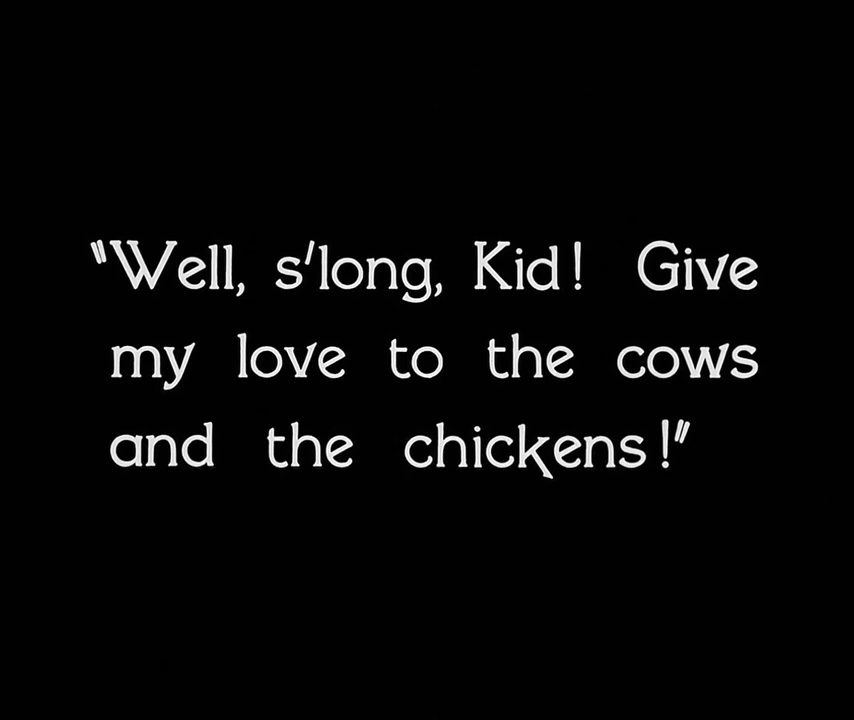 "Well, s'long, Kid! Give
my love to the cows
and the chickens!"